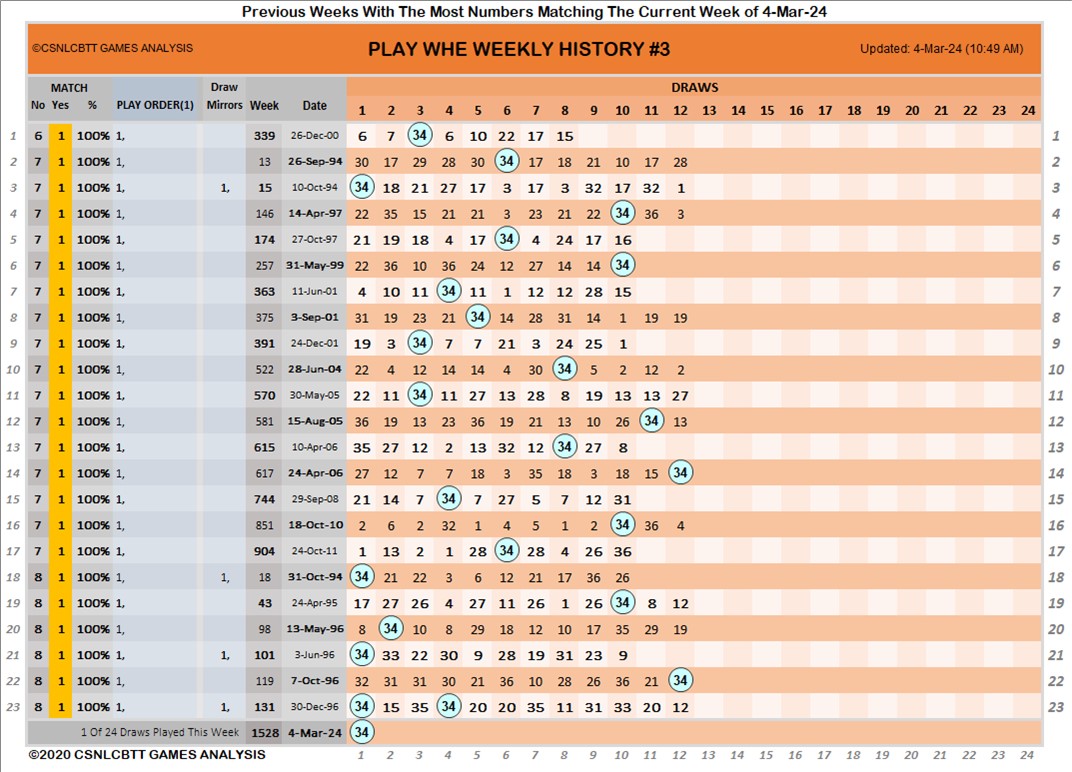 Previous Weeks With The Most Numbers Matching The Current Week of 4-Mar-24
©CSNLCBTT GAMES ANALYSIS PLAY WHE WEEKLY HISTORY #3 Updated: 4-Mar-24 (10:49 AM)
MATCH Draw DRAWS
No Yes % PLAY ORDER(1) Mirrors Week Date 1 2 3 4 5 6 7 8 9 10 11 12 13 14 15 16 17 18 19 20 21 22 23 24
1 6 1 100% 1, 339 26-Dec-00 6 7 34 6 10 22 17 15 1
2 7 1 100% 1, 13 26-Sep-94 30 17 29 28 30 34 17 18 21 10 17 28 2
3 7 1 100% 1, 1, 15 10-Oct-94 34 18 21 27 17 3 17 3 32 17 32 1 3
4 7 1 100% 1, 146 14-Apr-97 22 35 15 21 21 3 23 21 22 34 36 3 4
5 7 1 100% 1, 174 27-Oct-97 21 19 18 4 17 34 4 24 17 16 5
6 7 1 100% 1, 257 31-May-99 22 36 10 36 24 12 27 14 14 34 6
7 7 1 100% 1, 363 11-Jun-01 4 10 11 34 11 1 12 12 28 15 7
8 7 1 100% 1, 375 3-Sep-01 31 19 23 21 34 14 28 31 14 1 19 19 8
9 7 1 100% 1, 391 24-Dec-01 19 3 34 7 7 21 3 24 25 1 9
10 7 1 100% 1, 522 28-Jun-04 22 4 12 14 14 4 30 34 5 2 12 2 10
11 7 1 100% 1, 570 30-May-05 22 11 34 11 27 13 28 8 19 13 13 27 11
12 7 1 100% 1, 581 15-Aug-05 36 19 13 23 36 19 21 13 10 26 34 13 12
13 7 1 100% 1, 615 10-Apr-06 35 27 12 2 13 32 12 34 27 8 13
14 7 1 100% 1, 617 24-Apr-06 27 12 7 7 18 3 35 18 3 18 15 34 14
15 7 1 100% 1, 744 29-Sep-08 21 14 7 34 7 27 5 7 12 31 15
16 7 1 100% 1, 851 18-Oct-10 2 6 2 32 1 4 5 1 2 34 36 4 16
17 7 1 100% 1, 904 24-Oct-11 1 13 2 1 28 34 28 4 26 36 17
18 8 1 100% 1, 1, 18 31-Oct-94 34 21 22 3 6 12 21 17 36 26 18
19 8 1 100% 1, 43 24-Apr-95 17 27 26 4 27 11 26 1 26 34 8 12 19
20 8 1 100% 1, 98 13-May-96 8 34 10 8 29 18 12 10 17 35 29 19 20
21 8 1 100% 1, 1, 101 3-Jun-96 34 33 22 30 9 28 19 31 23 9 21
22 8 1 100% 1, 119 7-Oct-96 32 31 31 30 21 36 10 28 26 36 21 34 22
23 8 1 100% 1, 1, 131 30-Dec-96 34 15 35 34 20 20 35 11 31 33 20 12 23
1 Of 24 Draws Played This Week 1528 4-Mar-24 34
©2020 CSNLCBTT GAMES ANALYSIS 1 2 3 4 5 6 7 8 9 10 11 12 13 14 15 16 17 18 19 20 21 22 23 24